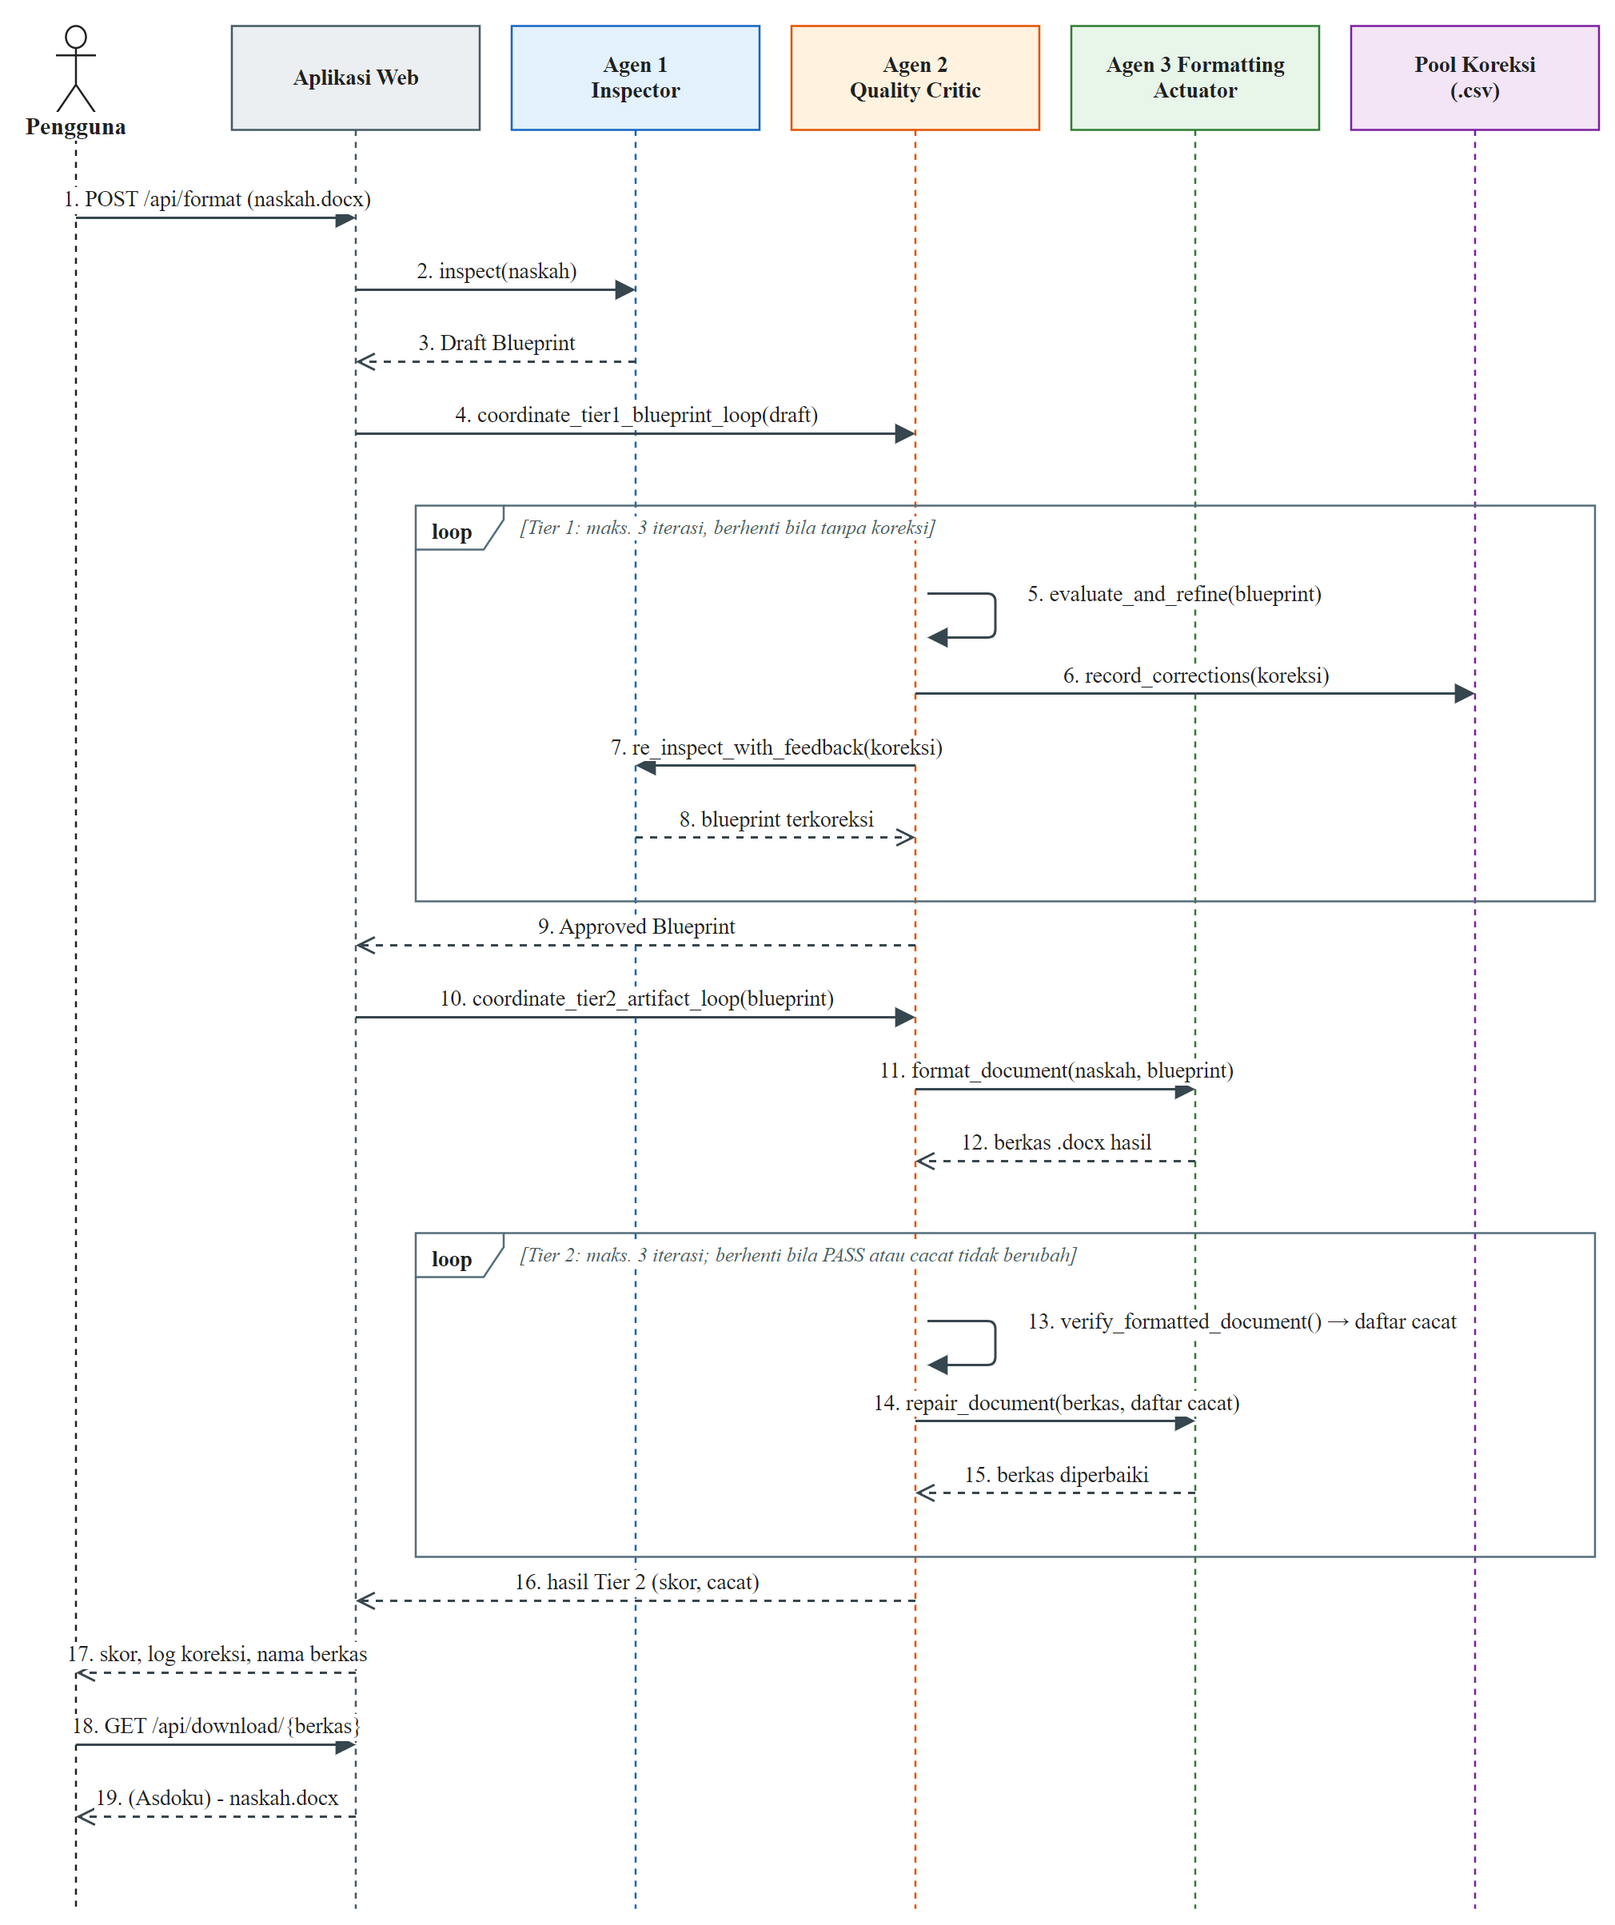 Pengguna
Aplikasi Web
Agen 1
Inspector
Agen 2
Quality Critic
Agen 3 Formatting
Actuator
Pool Koreksi
(.csv)
1. POST /api/format (naskah.docx)
2. inspect(naskah)
3. Draft Blueprint
4. coordinate_tier1_blueprint_loop(draft)
loop
[Tier 1: maks. 3 iterasi, berhenti bila tanpa koreksi]
5. evaluate_and_refine(blueprint)
6. record_corrections(koreksi)
7. re_inspect_with_feedback(koreksi)
8. blueprint terkoreksi
9. Approved Blueprint
10. coordinate_tier2_artifact_loop(blueprint)
11. format_document(naskah, blueprint)
12. berkas .docx hasil
loop
[Tier 2: maks. 3 iterasi; berhenti bila PASS atau cacat tidak berubah]
13. verify_formatted_document() → daftar cacat
14. repair_document(berkas, daftar cacat)
15. berkas diperbaiki
16. hasil Tier 2 (skor, cacat)
17. skor, log koreksi, nama berkas
18. GET /api/download/{berkas}
19. (Asdoku) - naskah.docx